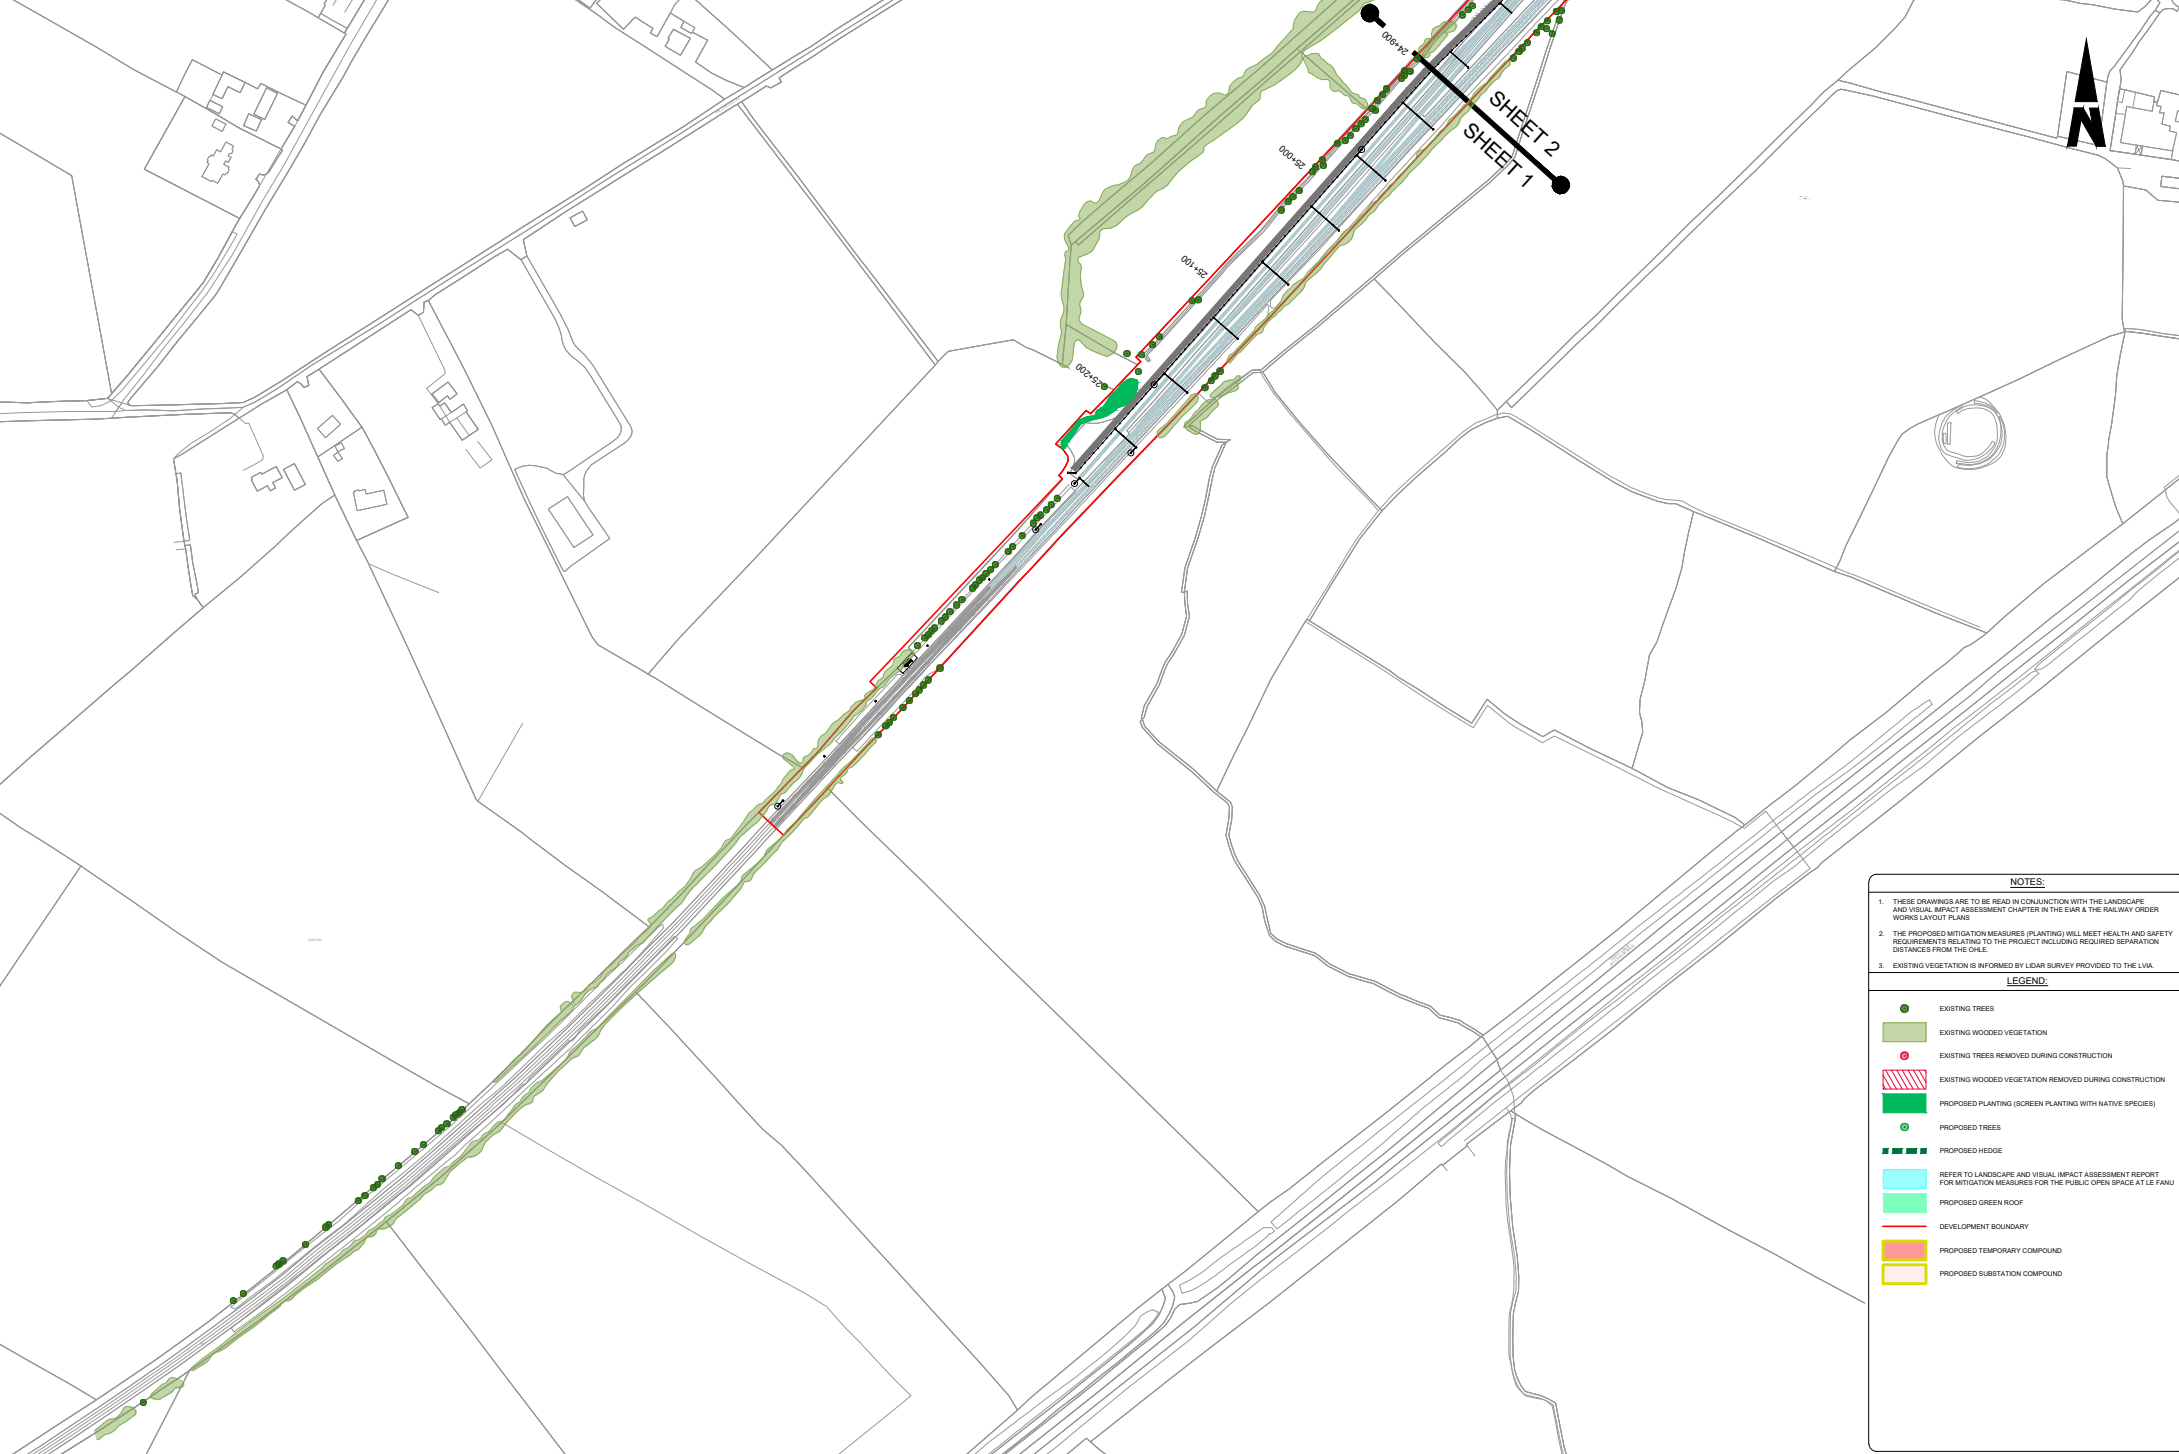 24+900
SHEET 2
SHEET 1
25+000
25+100
25+200
N
NOTES:
1. THESE DRAWINGS ARE TO BE READ IN CONJUNCTION WITH THE LANDSCAPE
AND VISUAL IMPACT ASSESSMENT CHAPTER IN THE EIAR & THE RAILWAY ORDER
WORKS LAYOUT PLANS
2. THE PROPOSED MITIGATION MEASURES (PLANTING) WILL MEET HEALTH AND SAFETY
REQUIREMENTS RELATING TO THE PROJECT INCLUDING REQUIRED SEPARATION
DISTANCES FROM THE OHLE.
3. EXISTING VEGETATION IS INFORMED BY LIDAR SURVEY PROVIDED TO THE LVIA.
LEGEND:
EXISTING TREES
EXISTING WOODED VEGETATION
EXISTING TREES REMOVED DURING CONSTRUCTION
EXISTING WOODED VEGETATION REMOVED DURING CONSTRUCTION
PROPOSED PLANTING (SCREEN PLANTING WITH NATIVE SPECIES)
PROPOSED TREES
PROPOSED HEDGE
REFER TO LANDSCAPE AND VISUAL IMPACT ASSESSMENT REPORT
FOR MITIGATION MEASURES FOR THE PUBLIC OPEN SPACE AT LE FANU
PROPOSED GREEN ROOF
DEVELOPMENT BOUNDARY
PROPOSED TEMPORARY COMPOUND
PROPOSED SUBSTATION COMPOUND